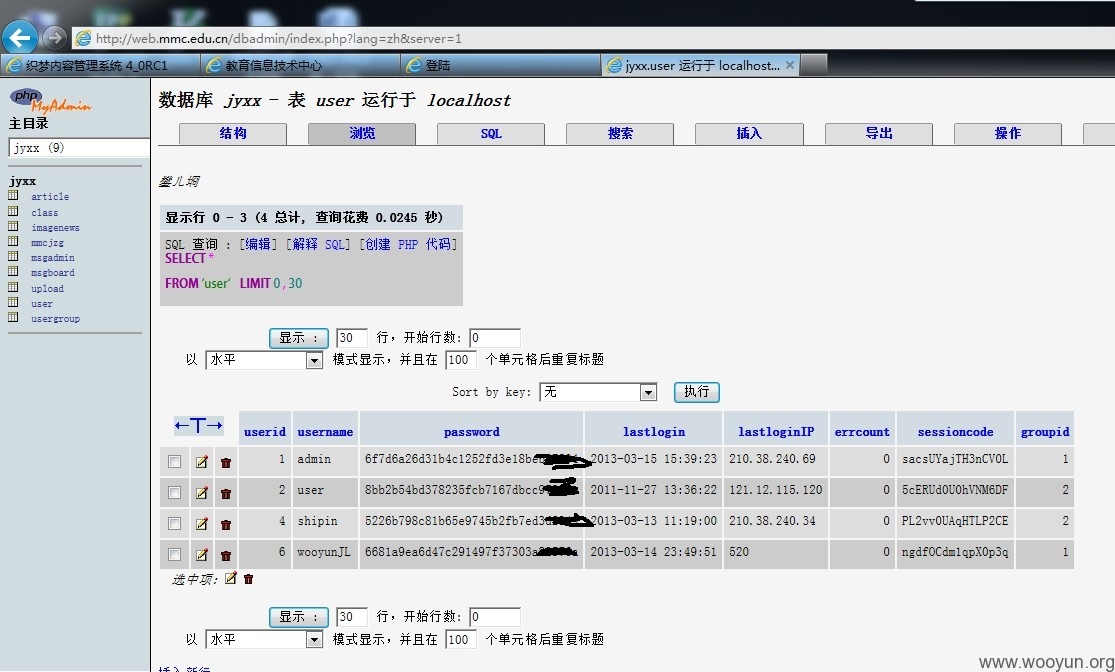 http://web.mmc.edu.cn/dbadmin/index.php?lang=zh&server=1
织梦内容管理系统 4_0RC1 教育信息技术中心 登陆 jyxx.user 运行于 localhost...
phpMyAdmin
主目录
jyxx (9)
jyxx
article
class
imagenews
mmcjzg
msgadmin
msgboard
upload
user
usergroup
数据库 jyxx - 表 user 运行于 localhost
结构 浏览 SQL 搜索 插入 导出 操作
显示行 0 - 3 (4 总计, 查询花费 0.0245 秒)
SQL 查询 : [编辑] [解释 SQL] [创建 PHP 代码]
SELECT *
FROM 'user' LIMIT 0 , 30
显示 : 30 行，开始行数: 0
以 水平 模式显示，并且在 100 个单元格后重复标题
Sort by key: 无 执行
←T→ userid username password lastlogin lastloginIP errcount sessioncode groupid
1 admin 6f7d6a26d31b4c1252fd3e18be 2013-03-15 15:39:23 210.38.240.69 0 sacsUYajTH3nCV0L 1
2 user 8bb2b54bd378235fcb7167dbcc9 2011-11-27 13:36:22 121.12.115.120 0 5cERUd0U0hVNM6DF 2
4 shipin 5226b798c81b65e9745b2fb7ed3 2013-03-13 11:19:00 210.38.240.34 0 PL2vv0UAqHTLP2CE 2
6 wooyunJL 6681a9ea6d47c291497f37303a 2013-03-14 23:49:51 520 0 ngdfOCdm1qpX0p3q 1
选中项:
显示 : 30 行，开始行数: 0
以 水平 模式显示，并且在 100 个单元格后重复标题
插入新行
www.wooyun.org